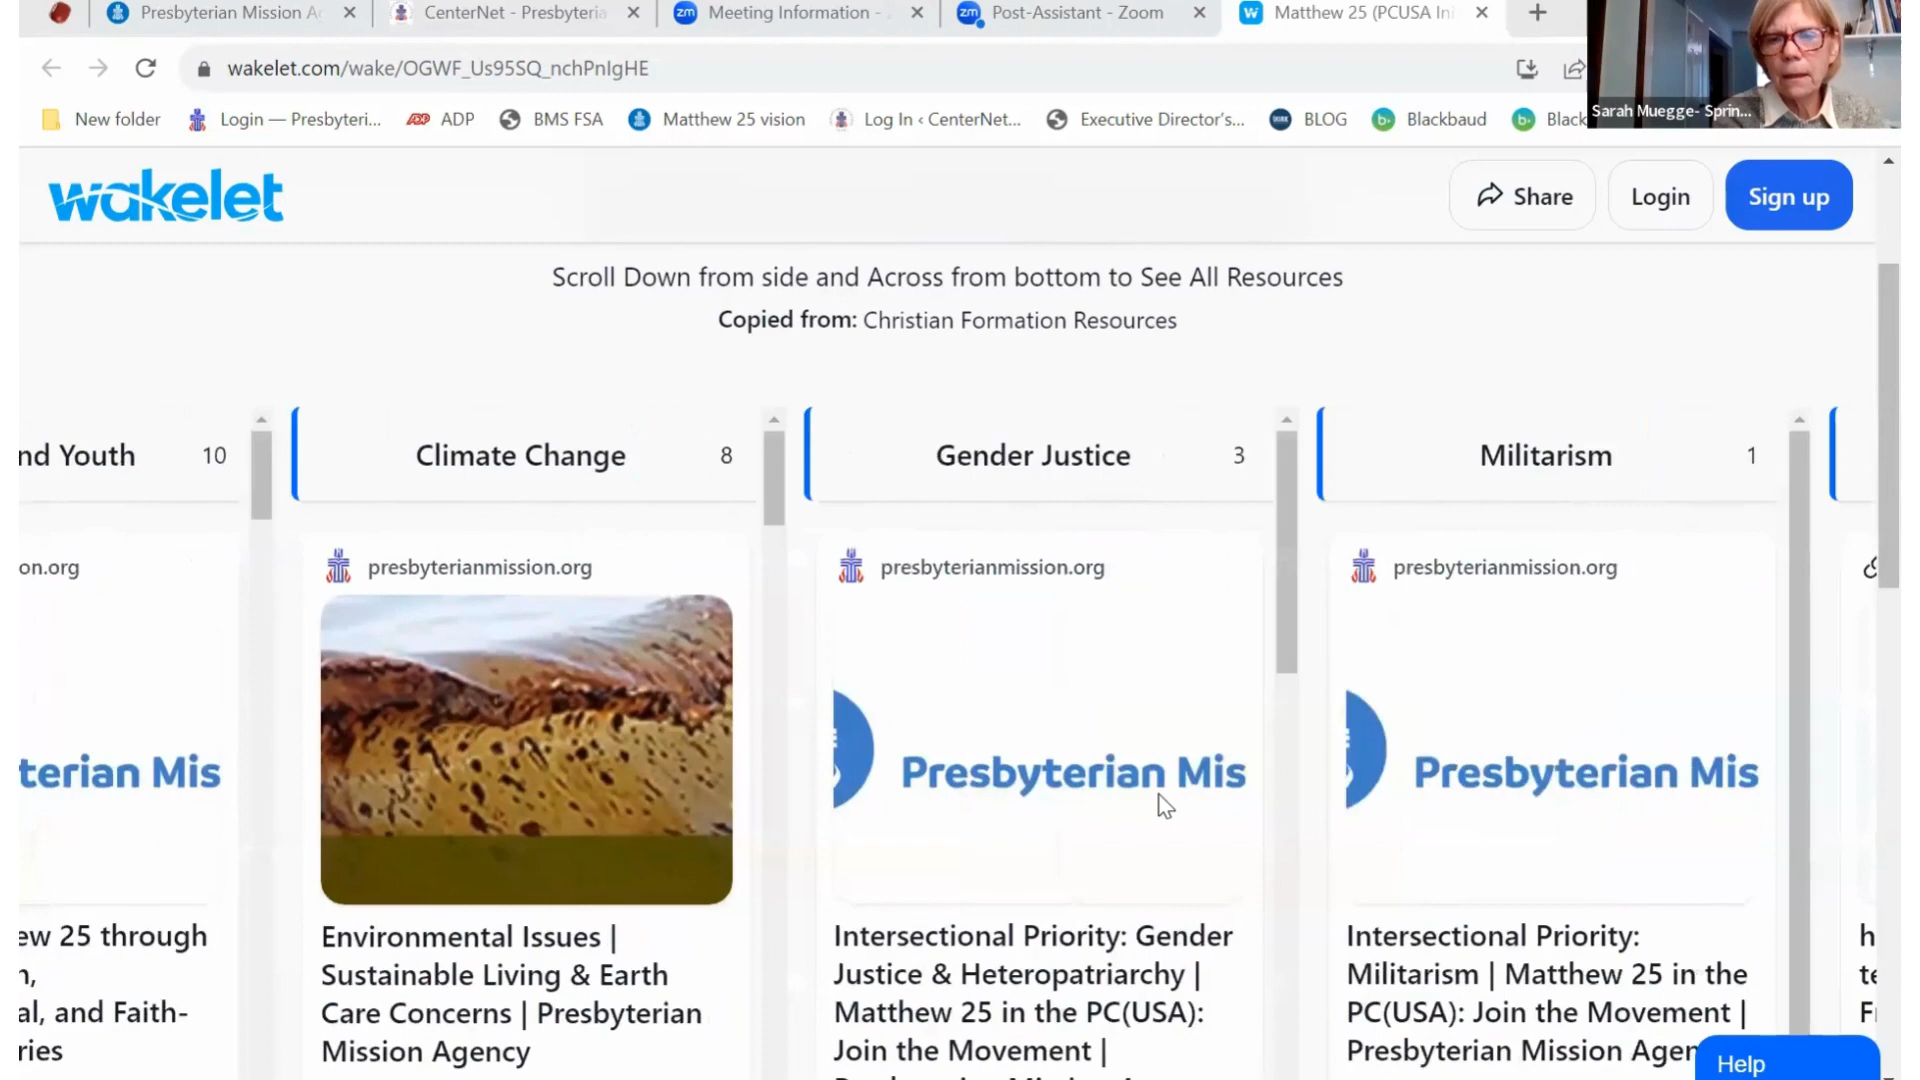 Presbyterian Mission A
CenterNet - Presbyteria
zm Meeting Information -
zm Post-Assistant - Zoom
w Matthew 25 (PCUSA Ini
wakelet.com/wake/OGWF_Us95SQ_nchPnIgHE
Sarah Muegge- Sprin...
New folder
Login — Presbyteri...
ADP ADP
BMS FSA
Matthew 25 vision
Log In ‹ CenterNet...
Executive Director's...
BLOG
b. Blackbaud
b. Black
wakelet
Share
Login
Sign up
Scroll Down from side and Across from bottom to See All Resources
Copied from: Christian Formation Resources
nd Youth 10
Climate Change 8
Gender Justice 3
Militarism 1
on.org
presbyterianmission.org
presbyterianmission.org
presbyterianmission.org
terian Mis
Presbyterian Mis
Presbyterian Mis
ew 25 through
n,
al, and Faith-
ries
Environmental Issues |
Sustainable Living & Earth
Care Concerns | Presbyterian
Mission Agency
Intersectional Priority: Gender
Justice & Heteropatriarchy |
Matthew 25 in the PC(USA):
Join the Movement |
Intersectional Priority:
Militarism | Matthew 25 in the
PC(USA): Join the Movement |
Presbyterian Mission Agen
h
te
F
Help